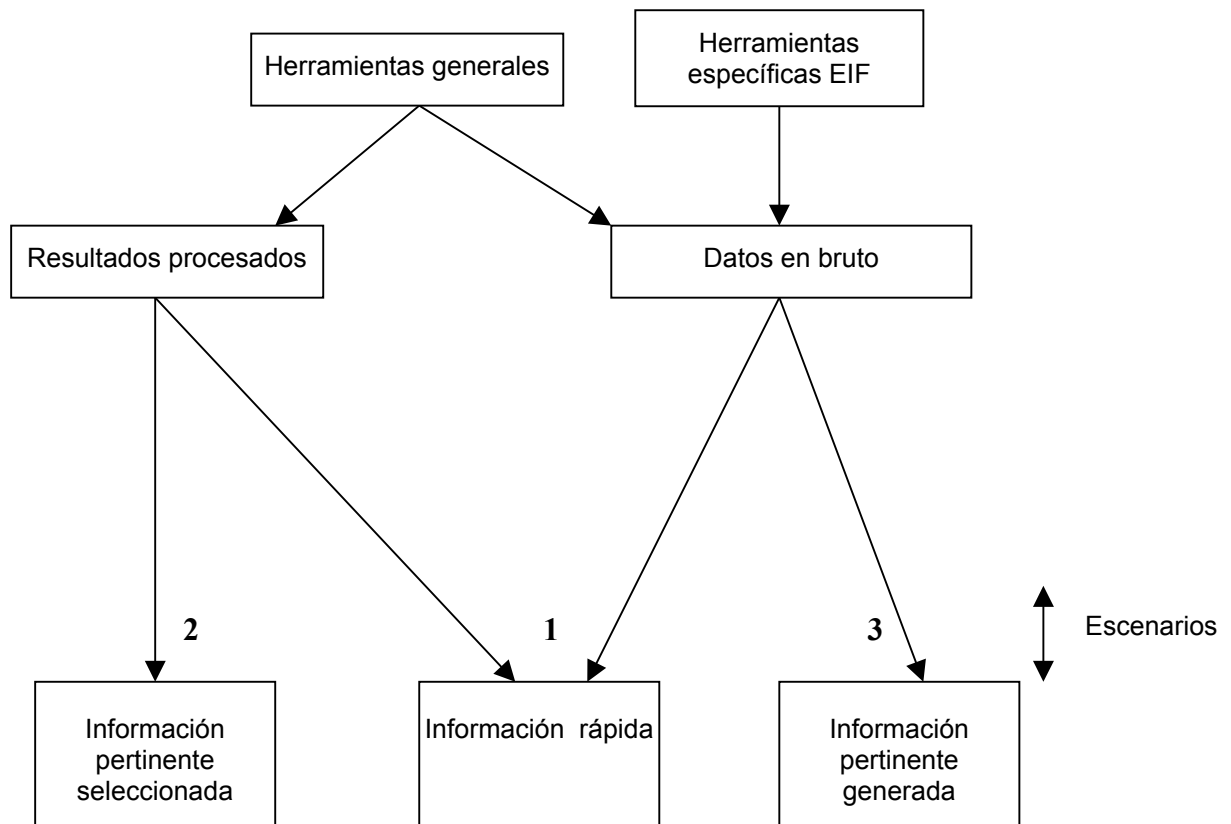 Herramientas generales
Herramientas
específicas EIF
Resultados procesados
Datos en bruto
2
1
3
Escenarios
Información
pertinente
seleccionada
Información rápida
Información
pertinente
generada